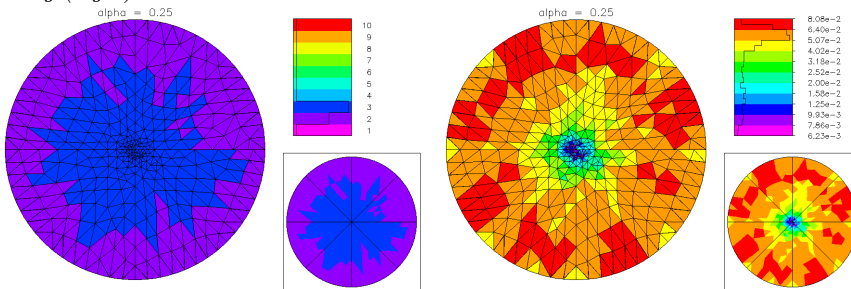 alpha = 0.25
10
9
8
7
6
5
4
3
2
1
alpha = 0.25
8.08e-2
6.40e-2
5.07e-2
4.02e-2
3.18e-2
2.52e-2
2.00e-2
1.58e-2
1.25e-2
9.93e-3
7.86e-3
6.23e-3